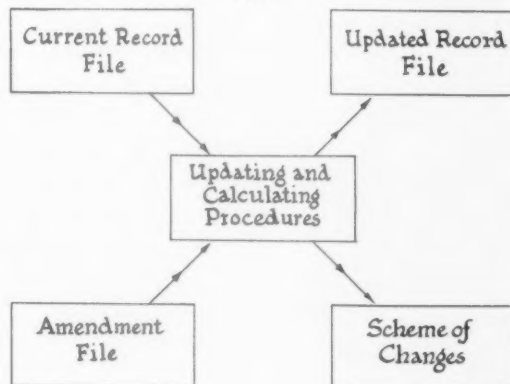 Current Record
File
Updated Record
File
Updating and
Calculating
Procedures
Amendment
File
Scheme of
Changes